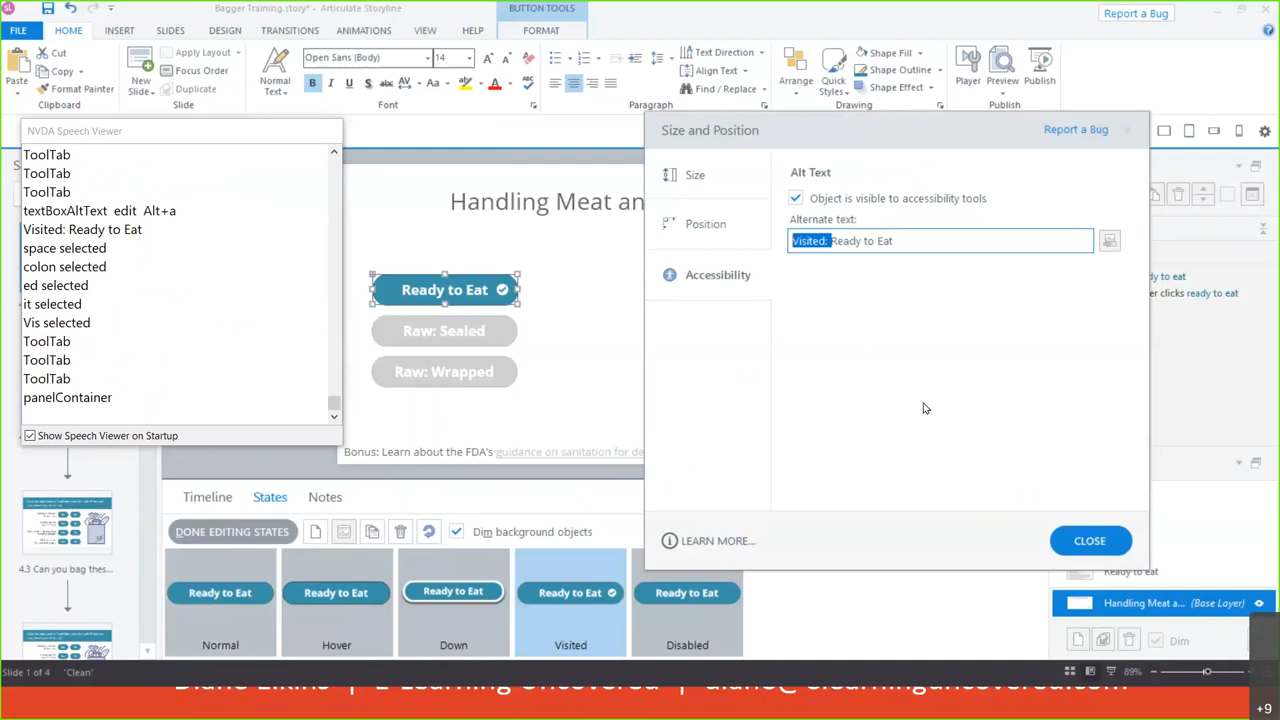 Bagger Training.story* - Articulate Storyline
BUTTON TOOLS
Report a Bug
FILE
HOME
INSERT
SLIDES
DESIGN
TRANSITIONS
ANIMATIONS
VIEW
HELP
FORMAT
Paste
Cut
Copy
Format Painter
Clipboard
New
Slide
Apply Layout
Focus Order
Duplicate
Slide
Normal
Text
Open Sans (Body)
14
Font
Text Direction
Align Text
Find / Replace
Paragraph
Arrange
Quick
Styles
Shape Fill
Shape Outline
Shape Effect
Drawing
Player
Preview
Publish
Publish
NVDA Speech Viewer
ToolTab
ToolTab
ToolTab
textBoxAltText edit Alt+a
Visited: Ready to Eat
space selected
colon selected
ed selected
it selected
Vis selected
ToolTab
ToolTab
ToolTab
panelContainer
Show Speech Viewer on Startup
Handling Meat an
Ready to Eat
Raw: Sealed
Raw: Wrapped
Bonus: Learn about the FDA's guidance on sanitation for de
Size and Position
Report a Bug
Size
Position
Accessibility
Alt Text
Object is visible to accessibility tools
Alternate text:
Visited: Ready to Eat
LEARN MORE...
CLOSE
dy to eat
er clicks ready to eat
4.3 Can you bag thes...
Timeline
States
Notes
DONE EDITING STATES
Dim background objects
Ready to Eat
Normal
Ready to Eat
Hover
Ready to Eat
Down
Ready to Eat
Visited
Ready to Eat
Disabled
Ready to eat
Handling Meat a... (Base Layer)
Dim
Slide 1 of 4
"Clean"
89%
Diane Elkins | E-Learning Uncovered | diane@elearninguncovered.com
+9